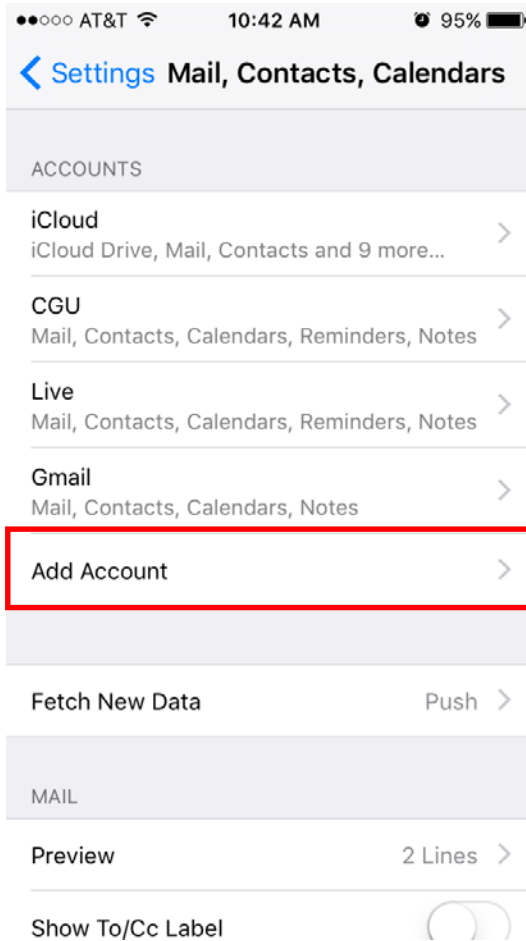 AT&T 10:42 AM 95%
Settings Mail, Contacts, Calendars
ACCOUNTS
iCloud
iCloud Drive, Mail, Contacts and 9 more...
CGU
Mail, Contacts, Calendars, Reminders, Notes
Live
Mail, Contacts, Calendars, Reminders, Notes
Gmail
Mail, Contacts, Calendars, Notes
Add Account
Fetch New Data Push
MAIL
Preview 2 Lines
Show To/Cc Label